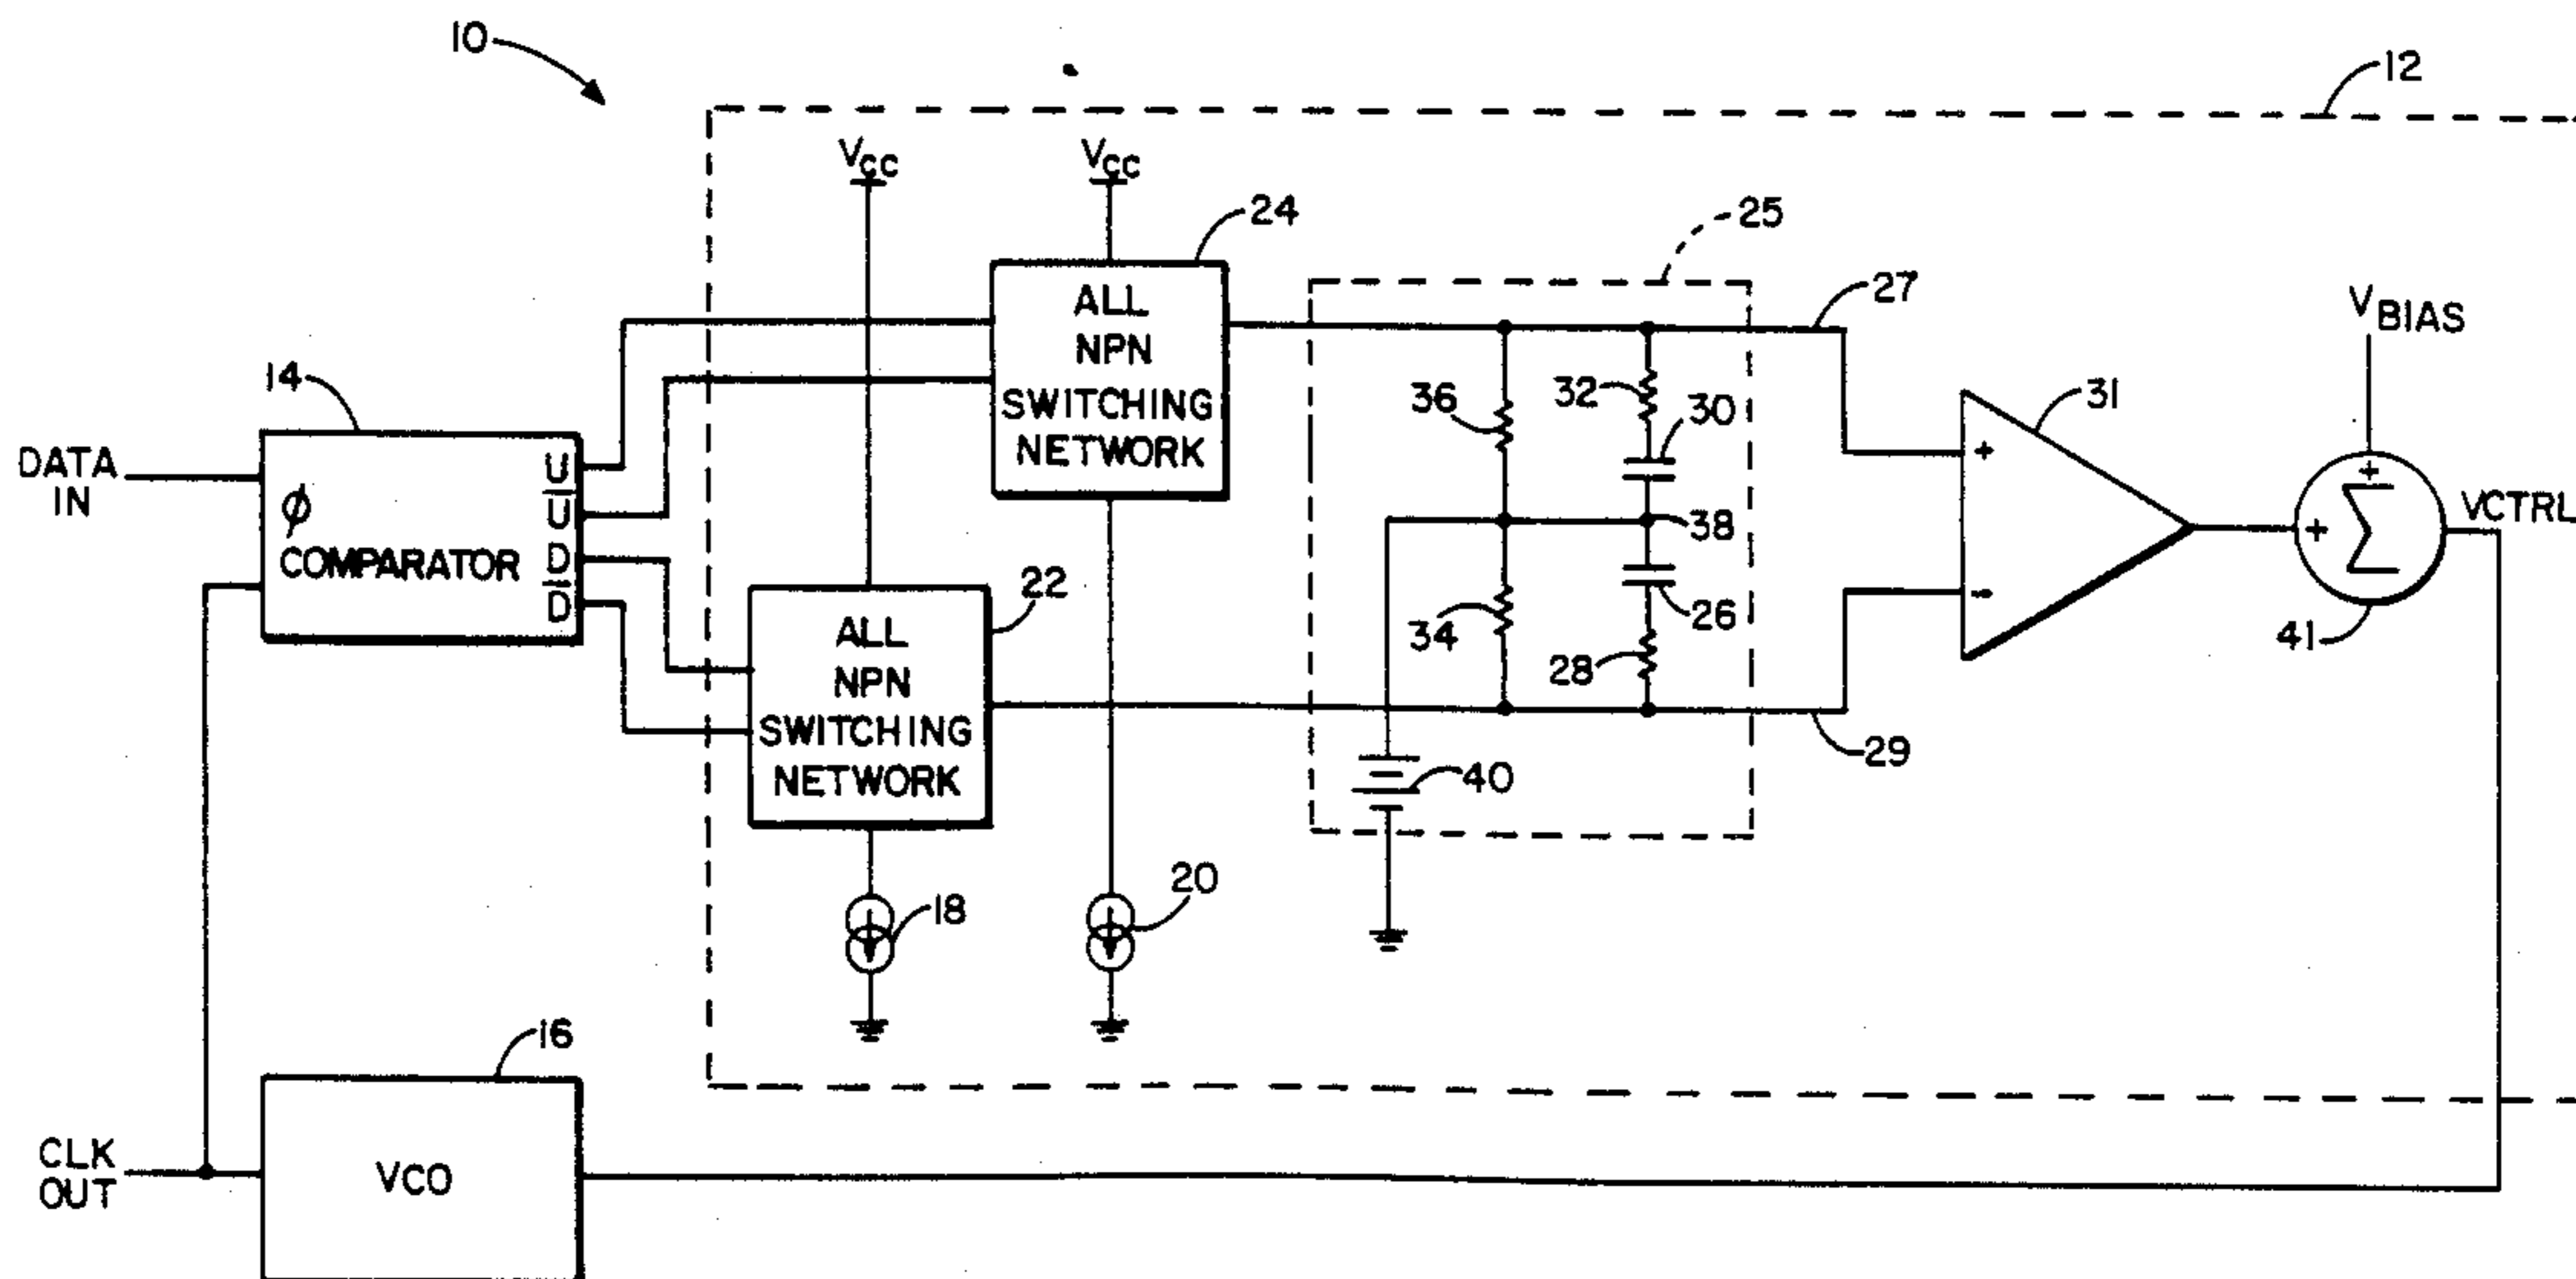 10
12
VCC
VCC
24
25
ALL
NPN
SWITCHING
NETWORK
27
VBIAS
14
DATA
IN
ϕ
COMPARATOR
U
U̅
D
D̅
36
32
30
38
31
+
-
+
+
Σ
VCTRL
41
22
ALL
NPN
SWITCHING
NETWORK
34
26
28
29
40
18
20
16
CLK
OUT
VCO